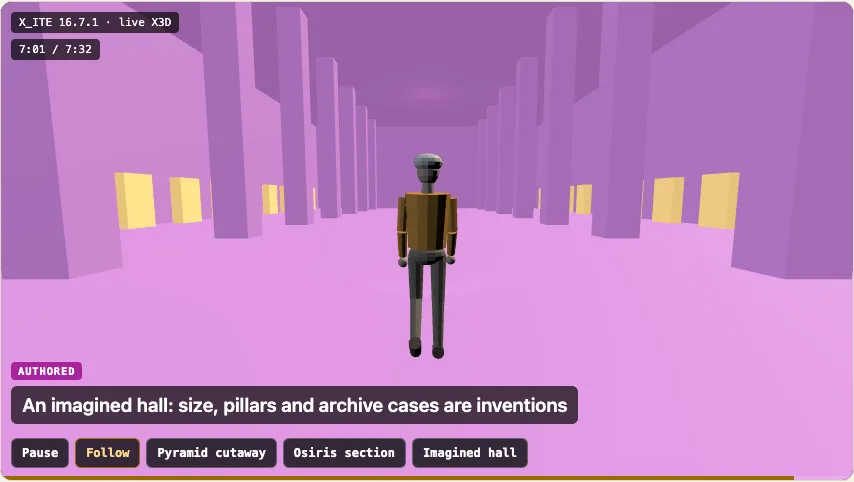 X_ITE 16.7.1 · live X3D
7:01 / 7:32
AUTHORED
An imagined hall: size, pillars and archive cases are inventions
Pause Follow Pyramid cutaway Osiris section Imagined hall